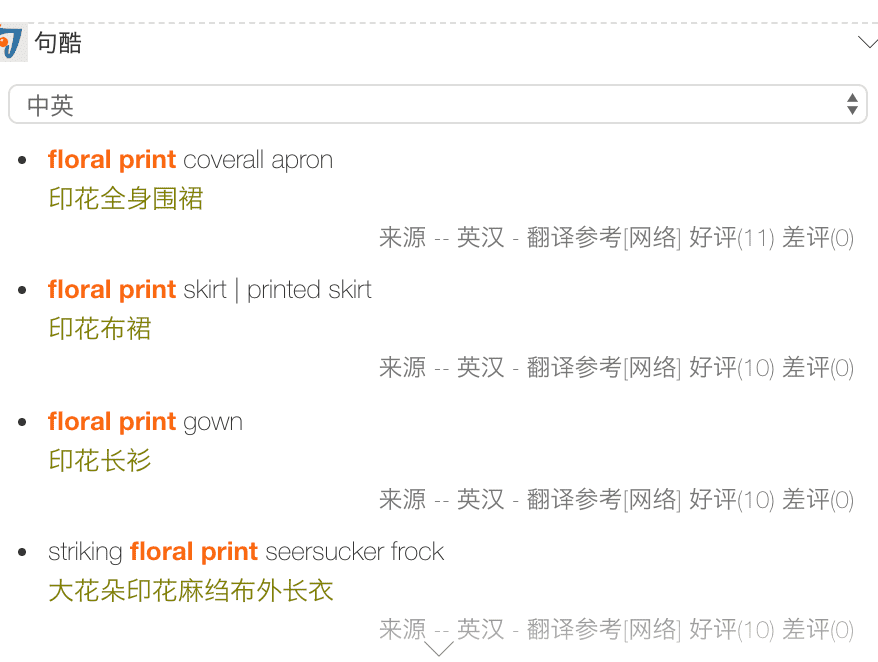 句酷
中英
floral print coverall apron
印花全身围裙
来源 -- 英汉 - 翻译参考[网络] 好评(11) 差评(0)
floral print skirt | printed skirt
印花布裙
来源 -- 英汉 - 翻译参考[网络] 好评(10) 差评(0)
floral print gown
印花长衫
来源 -- 英汉 - 翻译参考[网络] 好评(10) 差评(0)
striking floral print seersucker frock
大花朵印花麻绉布外长衣
来源 -- 英汉 - 翻译参考[网络] 好评(10) 差评(0)